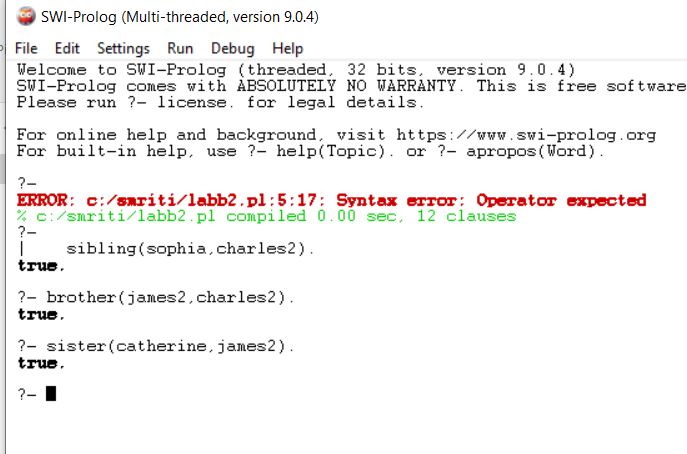 SWI-Prolog (Multi-threaded, version 9.0.4)
File Edit Settings Run Debug Help
Welcome to SWI-Prolog (threaded, 32 bits, version 9.0.4)
SWI-Prolog comes with ABSOLUTELY NO WARRANTY. This is free software
Please run ?- license. for legal details.
For online help and background, visit https://www.swi-prolog.org
For built-in help, use ?- help(Topic). or ?- apropos(Word).
?-
ERROR: c:/smriti/labb2.pl:5:17: Syntax error: Operator expected
% c:/smriti/labb2.pl compiled 0.00 sec, 12 clauses
?-
| sibling(sophia,charles2).
true.
?- brother(james2,charles2).
true.
?- sister(catherine,james2).
true.
?-